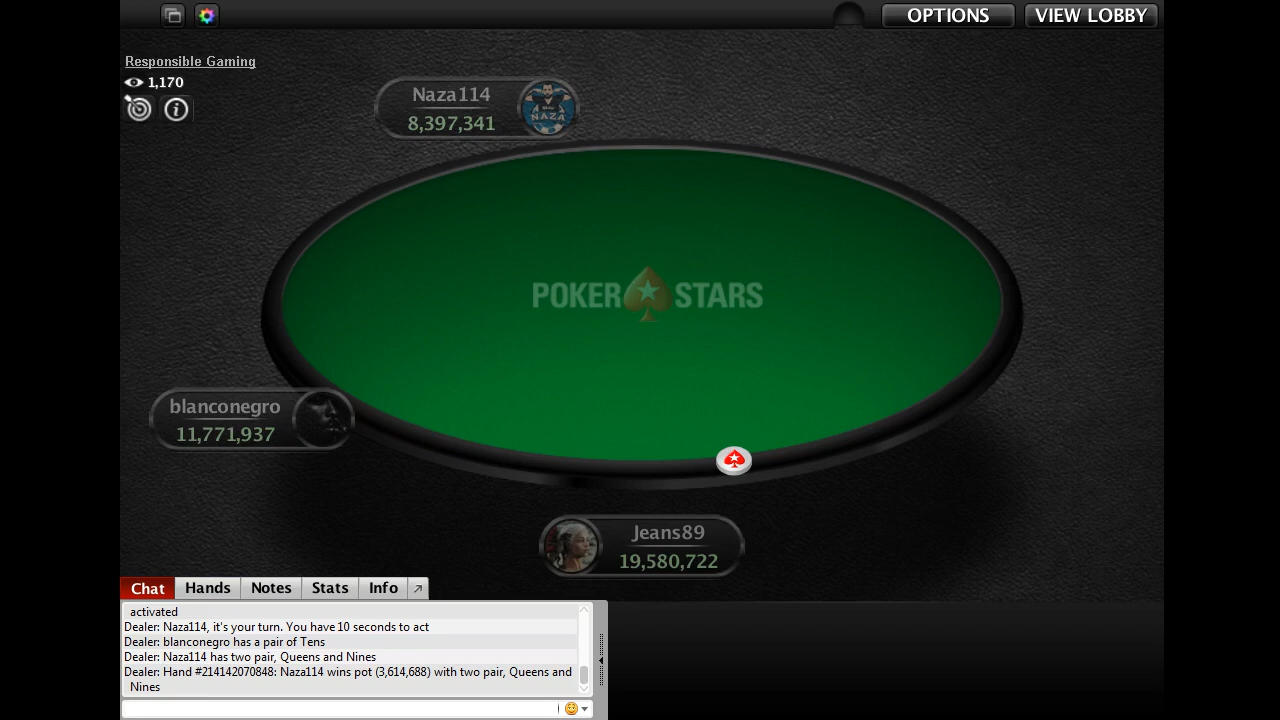 OPTIONS
VIEW LOBBY
Responsible Gaming
1,170
Naza114
8,397,341
NAZA
POKER STARS
blanconegro
11,771,937
Jeans89
19,580,722
Chat Hands Notes Stats Info
activated
Dealer: Naza114, it's your turn. You have 10 seconds to act
Dealer: blanconegro has a pair of Tens
Dealer: Naza114 has two pair, Queens and Nines
Dealer: Hand #214142070848: Naza114 wins pot (3,614,688) with two pair, Queens and
Nines